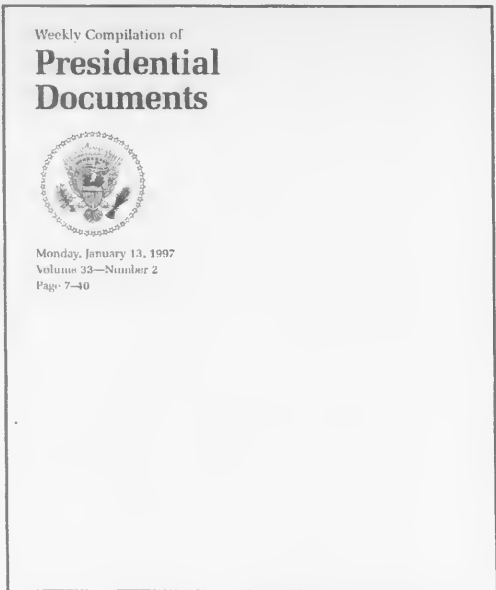 Weekly Compilation of
Presidential
Documents
Monday, January 13, 1997
Volume 33—Number 2
Page 7–40